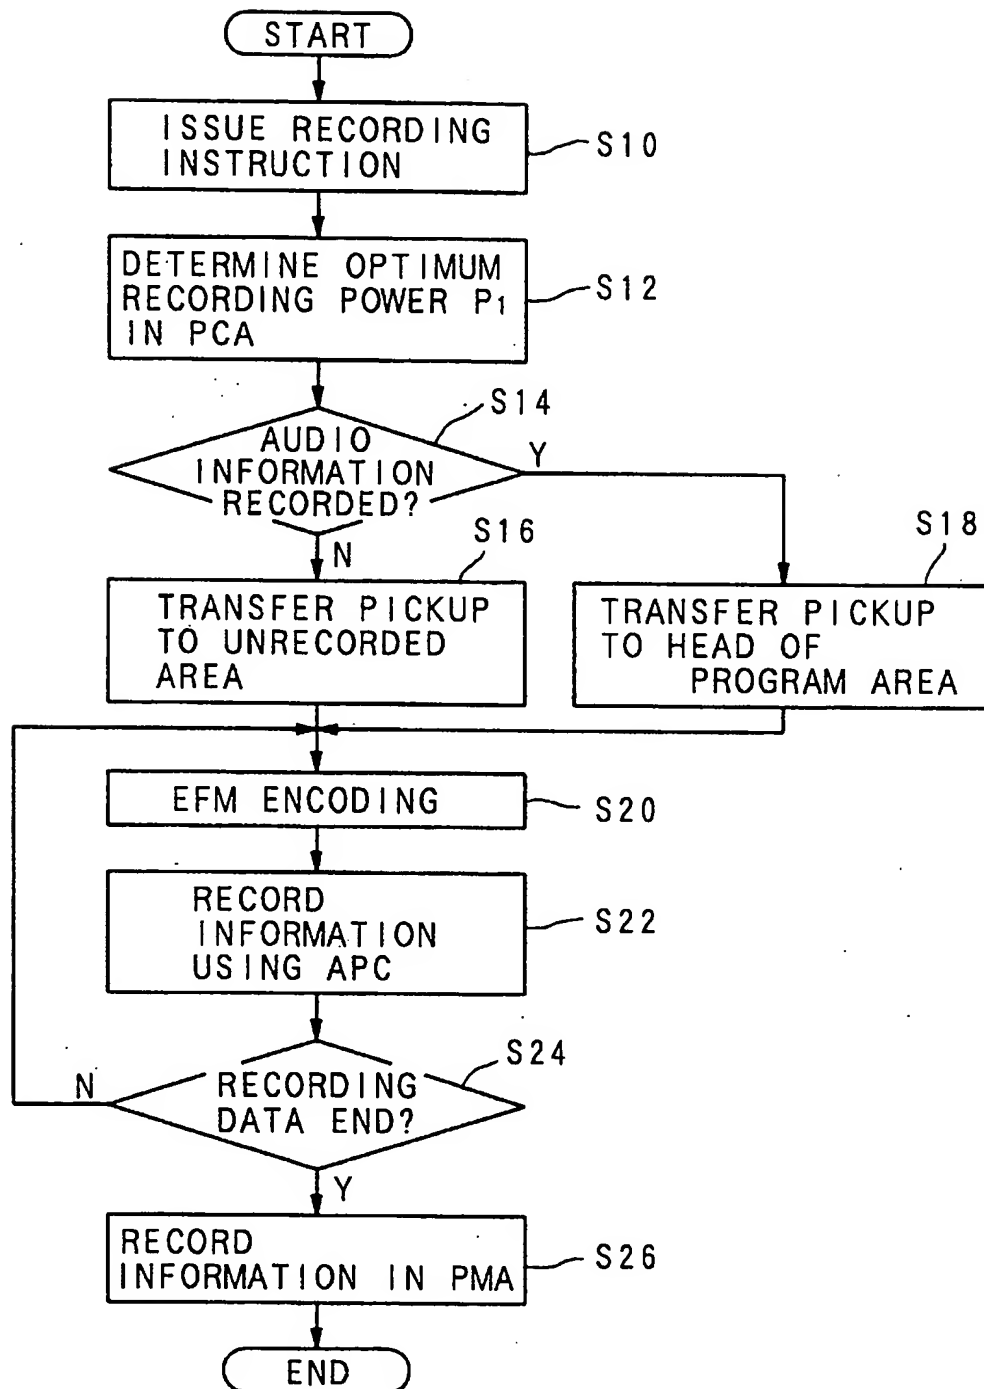 START
ISSUE RECORDING
INSTRUCTION
S10
DETERMINE OPTIMUM
RECORDING POWER P1
IN PCA
S12
S14
AUDIO
INFORMATION
RECORDED?
Y
N
S16
TRANSFER PICKUP
TO UNRECORDED
AREA
S18
TRANSFER PICKUP
TO HEAD OF
PROGRAM AREA
EFM ENCODING
S20
RECORD
INFORMATION
USING APC
S22
S24
RECORDING
DATA END?
N
Y
RECORD
INFORMATION IN PMA
S26
END